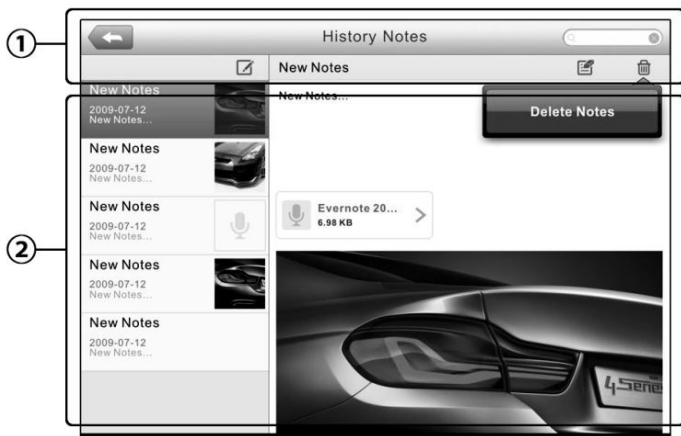 1
History Notes
New Notes
New Notes
2009-07-12
New Notes...
New Notes
2009-07-12
New Notes...
New Notes
2009-07-12
New Notes...
New Notes
2009-07-12
New Notes...
New Notes
2009-07-12
New Notes...
2
New Notes...
Delete Notes
Evernote 20...
6.98 KB
4Series